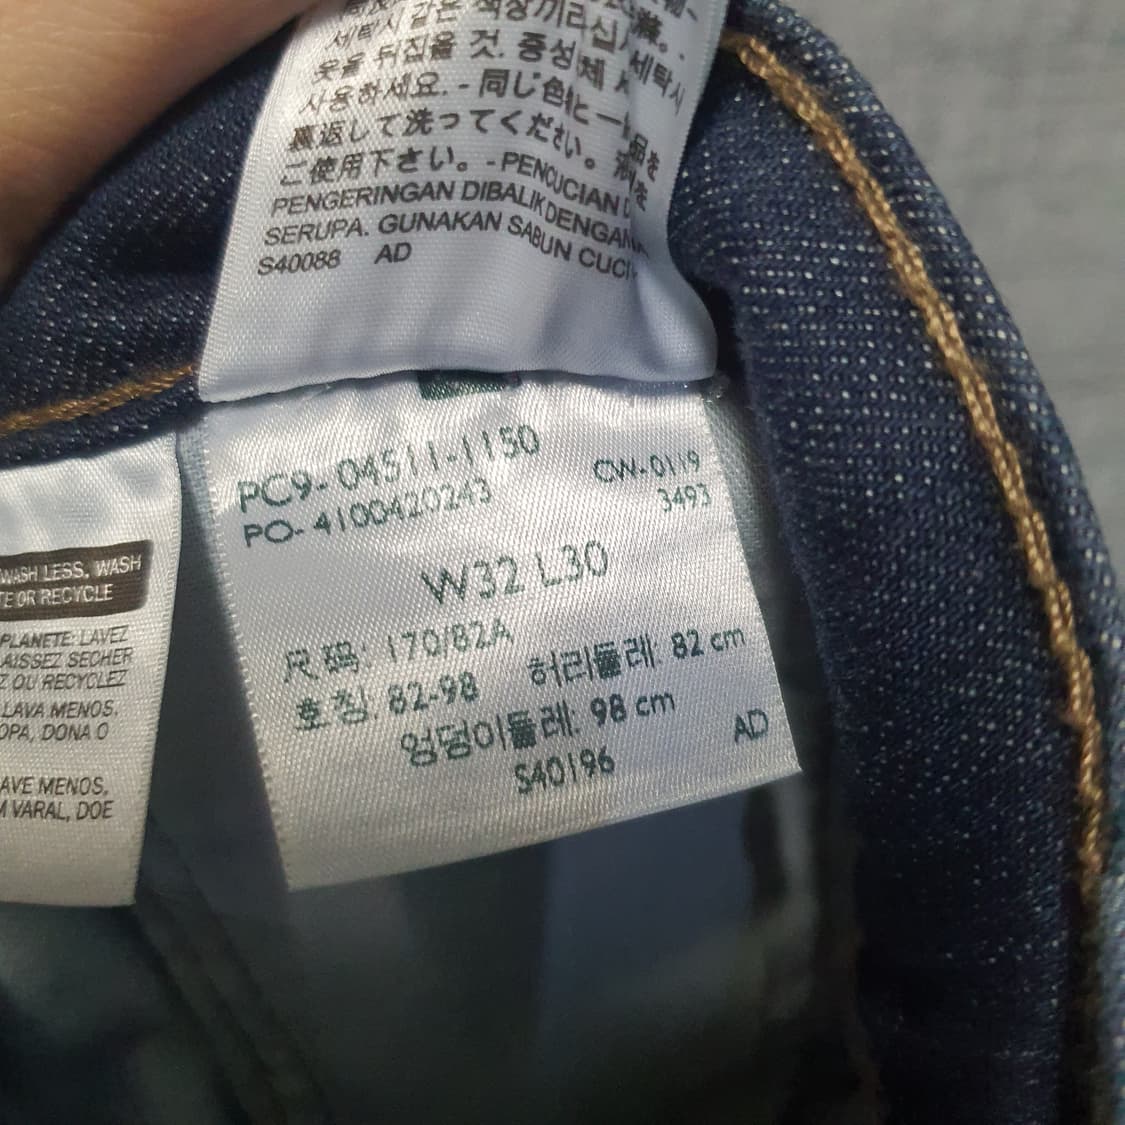 세탁시 같은 색상끼리
옷을 뒤집을 것. 중성
세탁시
사용하세요. - 同じ色
裏返して洗ってください。
ご使用下さい。 - PENCUCIAN
PENGERINGAN DIBALIK DENGAN
SERUPA. GUNAKAN SABUN CUCI
S40088 AD
PC9-04511-1150
PO-4100420243
CW-0119
3493
W32 L30
尺码: 170/82A
호칭: 82-98 허리둘레: 82 cm
엉덩이둘레: 98 cm
S40196 AD
WASH LESS, WASH
TE OR RECYCLE
PLANETE: LAVEZ
AISSEZ SECHER
Z OU RECYCLEZ
LAVA MENOS,
OPA, DONA O
AVE MENOS,
M VARAL, DOE